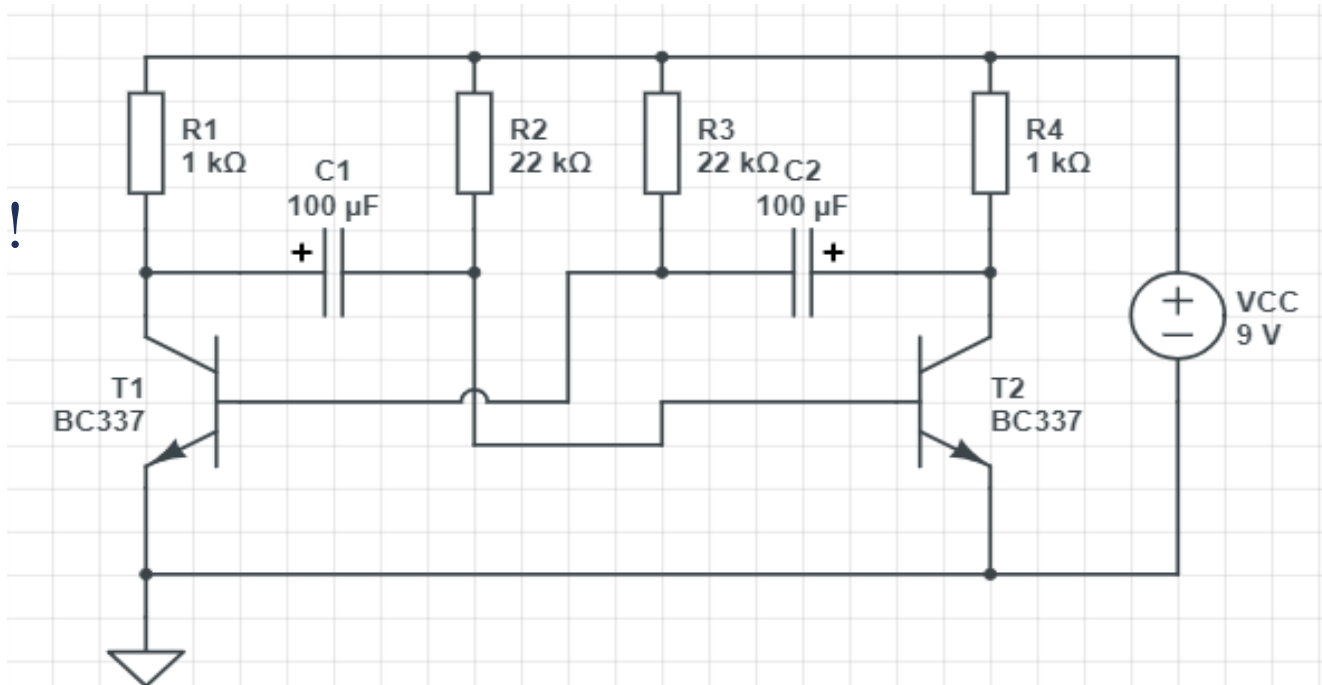 R1
1 kΩ
C1
100 µF
+
R2
22 kΩ
R3
22 kΩ
C2
100 µF
+
R4
1 kΩ
!
+
−
VCC
9 V
T1
BC337
T2
BC337